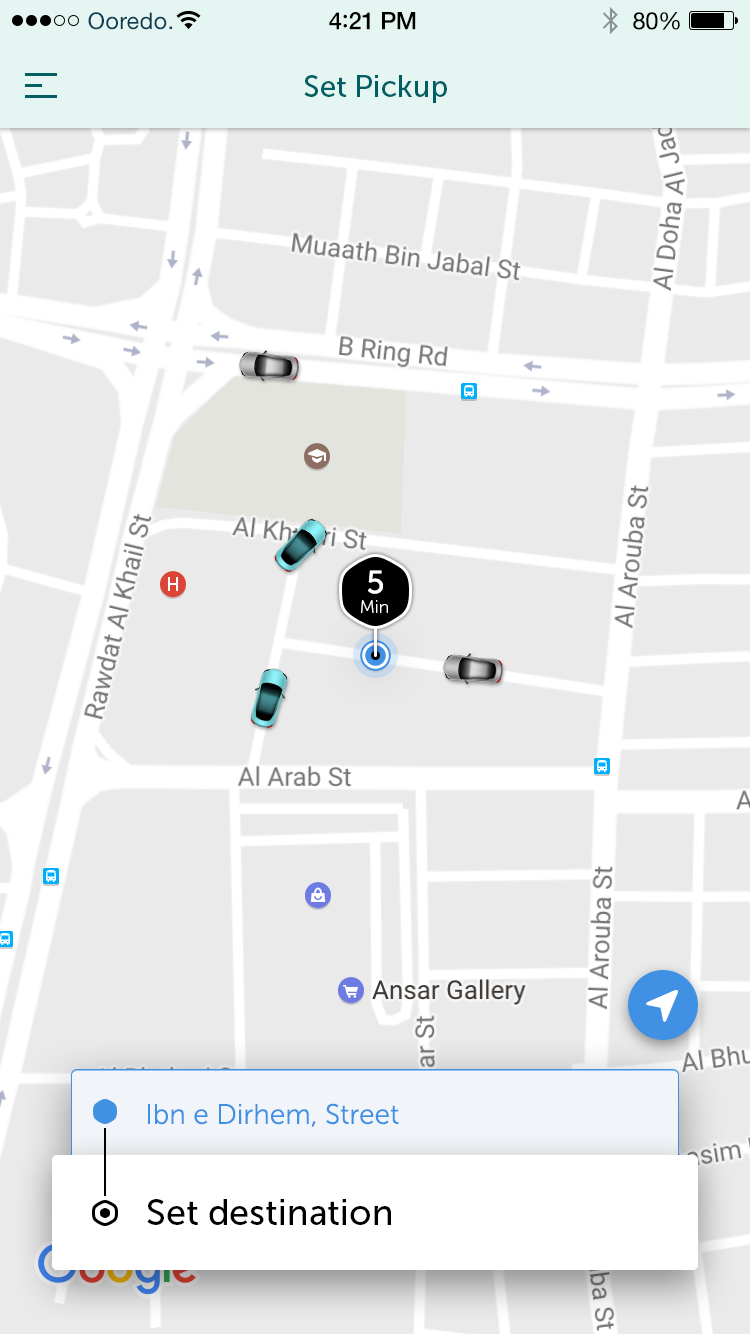 Ooredo.
4:21 PM
80%
Set Pickup
Al Doha Al Jad
Muaath Bin Jabal St
B Ring Rd
Al Kh ri St
Al Arouba St
Rawdat Al Khail St
H
5
Min
Al Arab St
A
Al Arouba St
Ansar Gallery
ar St
Al Bhu
asim
Ibn e Dirhem, Street
Set destination
Google
ba St